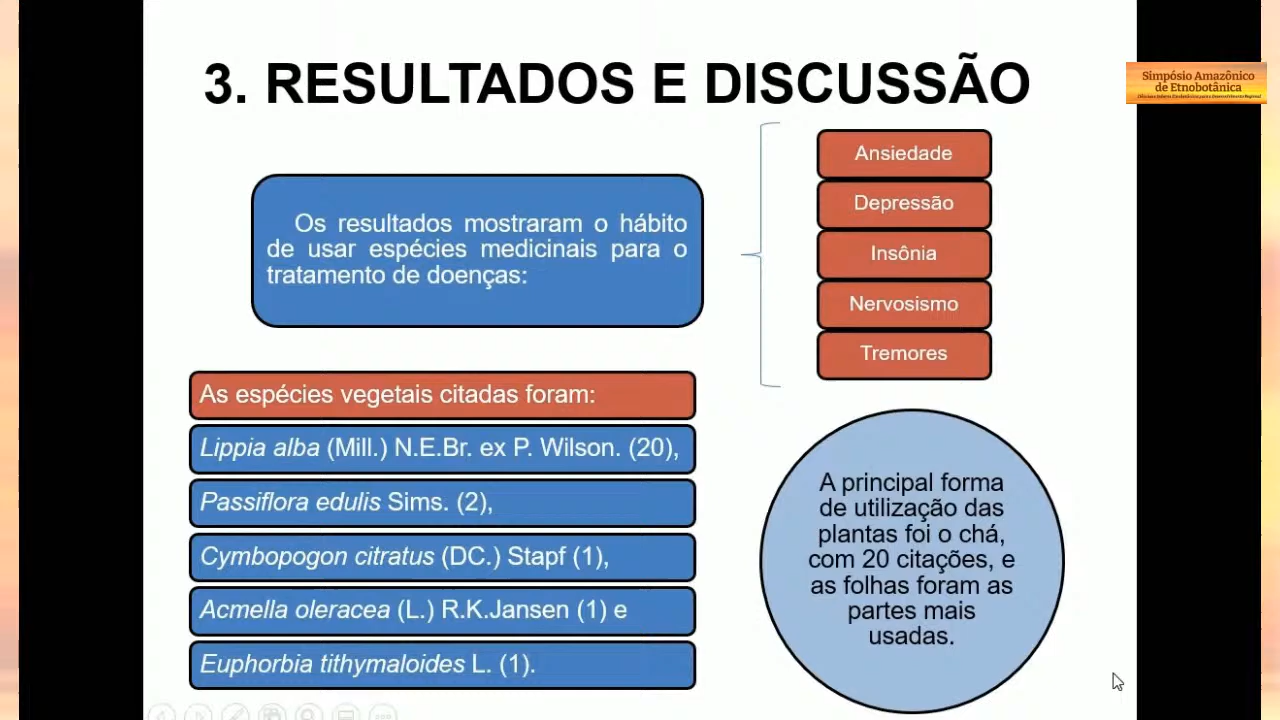 3. RESULTADOS E DISCUSSÃO
Simpósio Amazônico
de Etnobotânica
Os resultados mostraram o hábito
de usar espécies medicinais para o
tratamento de doenças:
Ansiedade
Depressão
Insônia
Nervosismo
Tremores
As espécies vegetais citadas foram:
Lippia alba (Mill.) N.E.Br. ex P. Wilson. (20),
Passiflora edulis Sims. (2),
Cymbopogon citratus (DC.) Stapf (1),
Acmella oleracea (L.) R.K.Jansen (1) e
Euphorbia tithymaloides L. (1).
A principal forma
de utilização das
plantas foi o chá,
com 20 citações, e
as folhas foram as
partes mais
usadas.